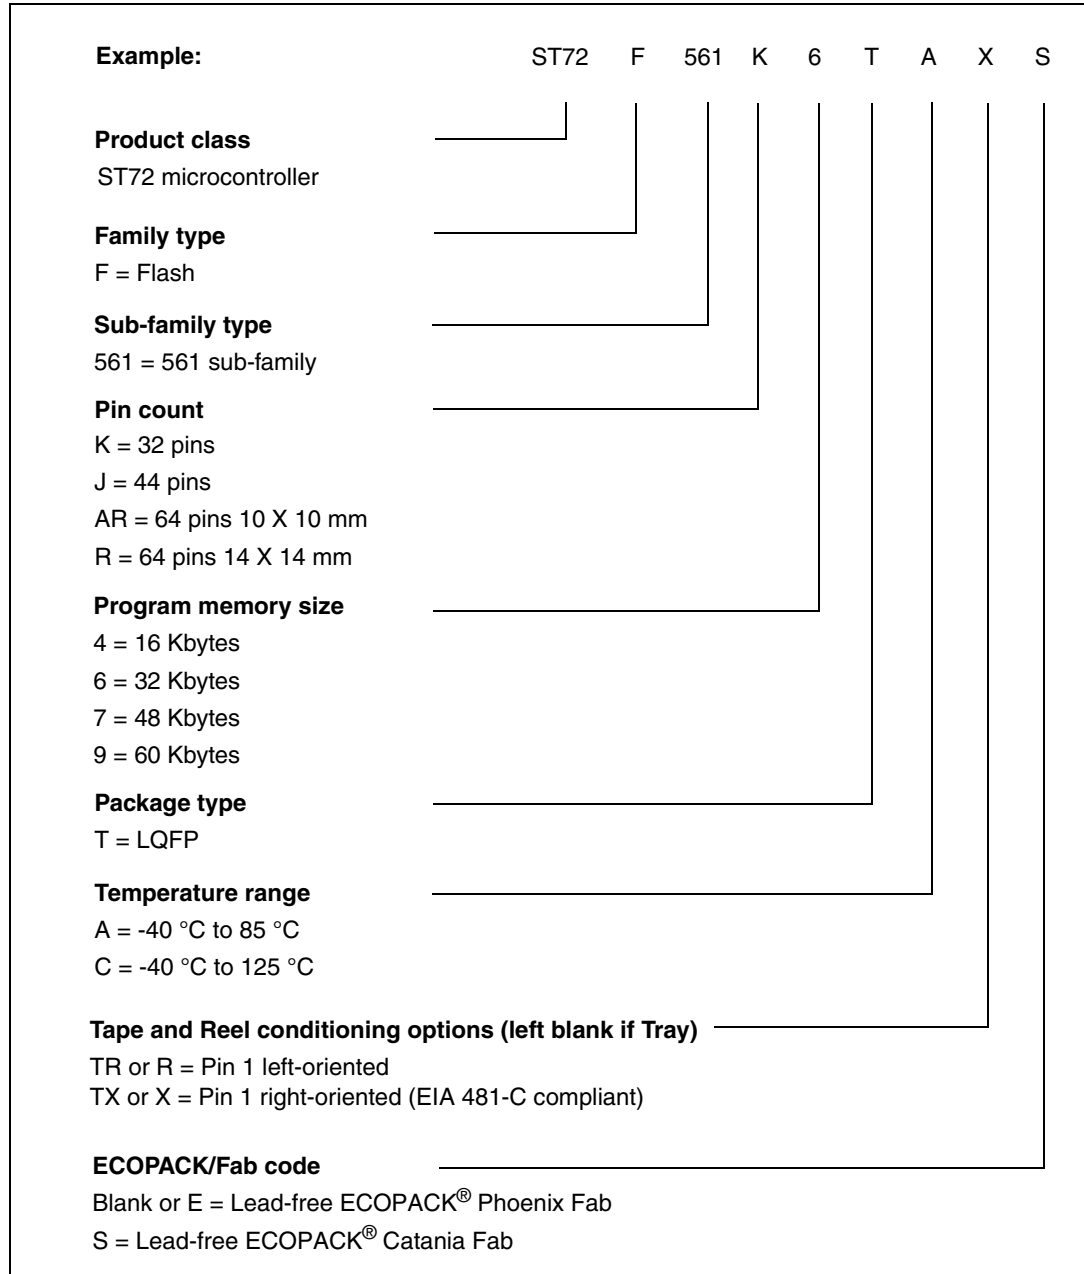 Example: ST72 F 561 K 6 T A X S
Product class
ST72 microcontroller
Family type
F = Flash
Sub-family type
561 = 561 sub-family
Pin count
K = 32 pins
J = 44 pins
AR = 64 pins 10 X 10 mm
R = 64 pins 14 X 14 mm
Program memory size
4 = 16 Kbytes
6 = 32 Kbytes
7 = 48 Kbytes
9 = 60 Kbytes
Package type
T = LQFP
Temperature range
A = -40 °C to 85 °C
C = -40 °C to 125 °C
Tape and Reel conditioning options (left blank if Tray)
TR or R = Pin 1 left-oriented
TX or X = Pin 1 right-oriented (EIA 481-C compliant)
ECOPACK/Fab code
Blank or E = Lead-free ECOPACK® Phoenix Fab
S = Lead-free ECOPACK® Catania Fab